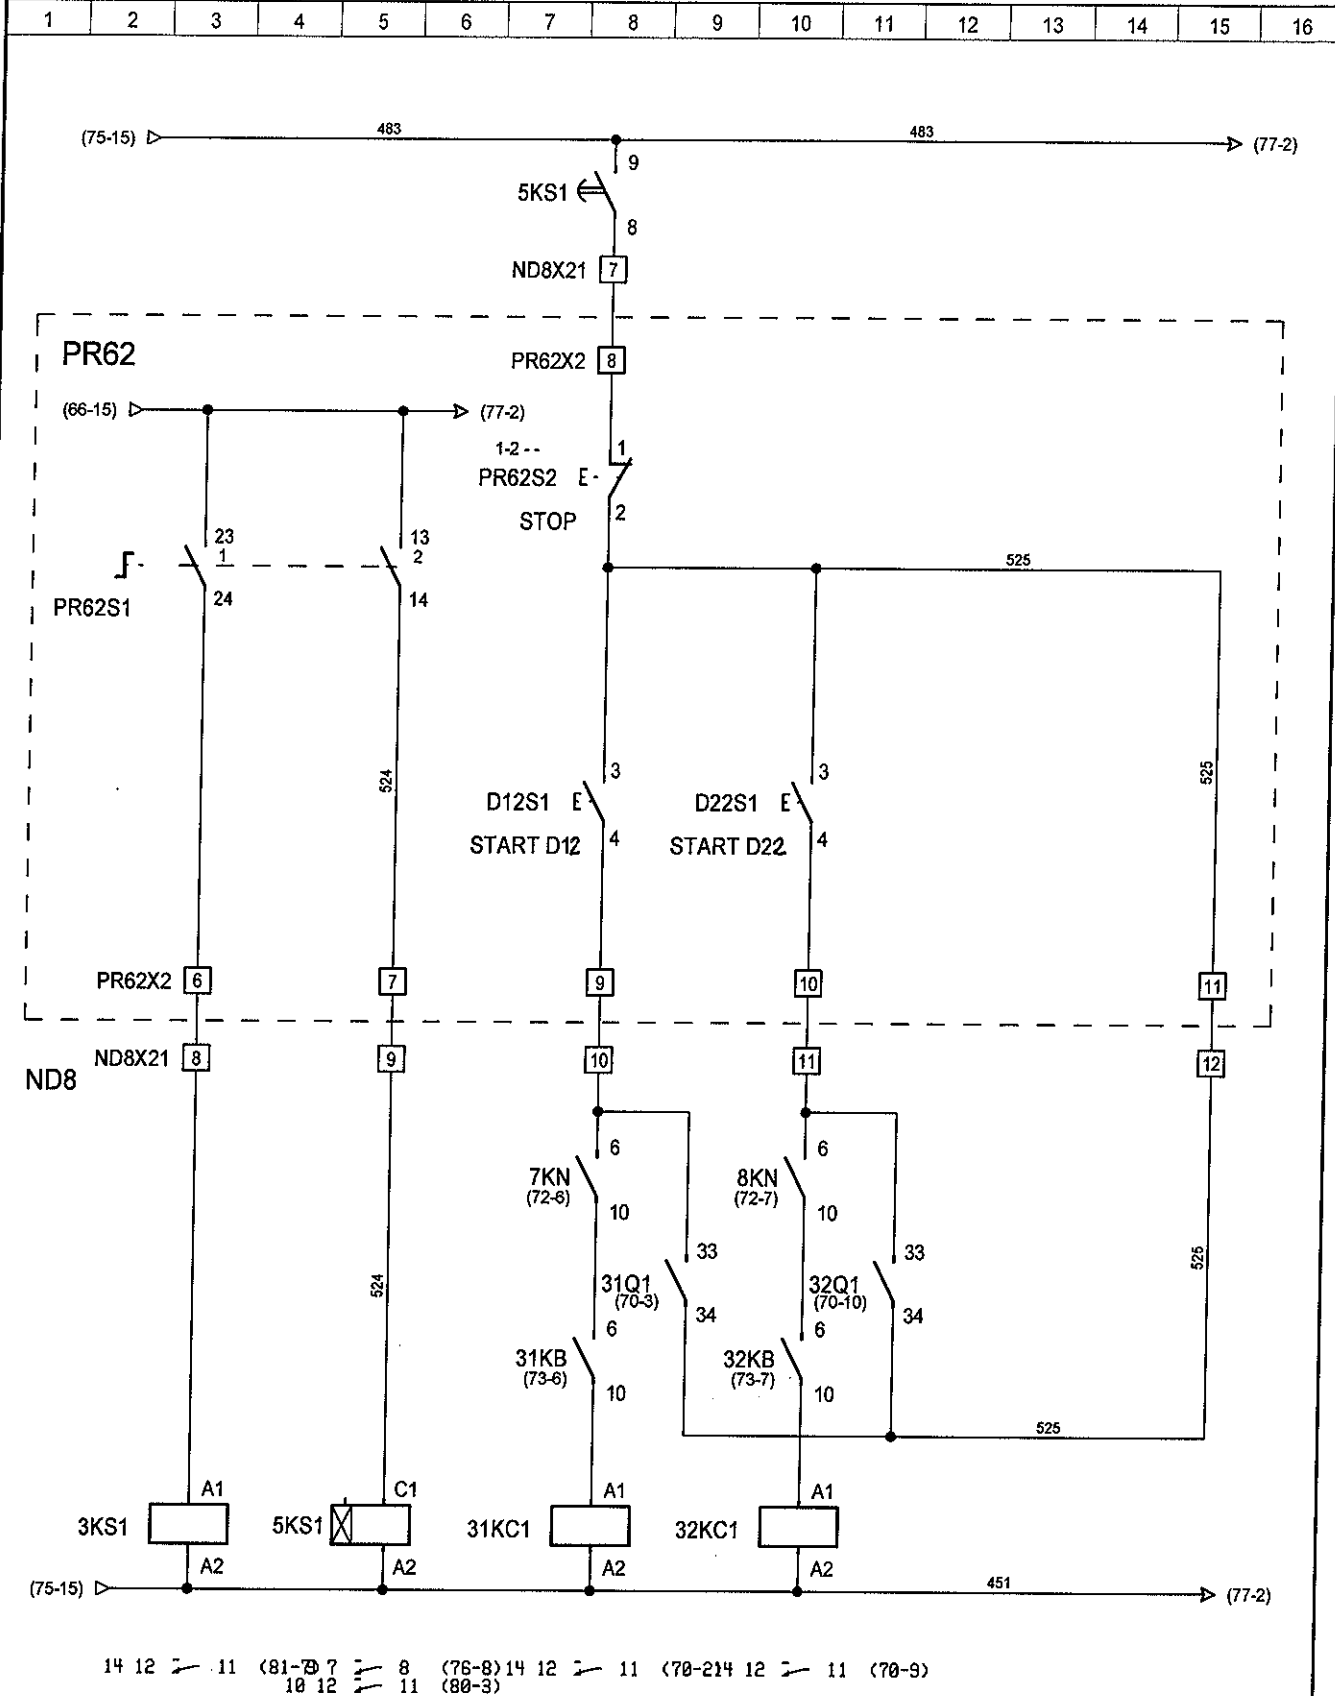 1 2 3 4 5 6 7 8 9 10 11 12 13 14 15 16
(75-15) 483 483 (77-2)
9
5KS1
8
ND8X21 7
PR62
PR62X2 8
(66-15) (77-2)
1-2 -- 1
PR62S2 E-
STOP 2
23 13
1 2
525
PR62S1 24 14
524
525
3 3
D12S1 E D22S1 E
START D12 4 START D22 4
PR62X2 6 7 9 10 11
ND8X21 8 9 10 11 12
ND8
6 6
7KN 8KN
(72-6) (72-7)
10 10
33 33
31Q1 32Q1
(70-3) (70-10)
34 34
524
525
6 6
31KB 32KB
(73-6) (73-7)
10 10
525
A1 C1 A1 A1
3KS1 5KS1 31KC1 32KC1
A2 A2 A2 A2
(75-15) 451 (77-2)
14 12 11 7 8 (76-8) 14 12 11 14 12 11 (70-9)
10 12 11 (80-3)